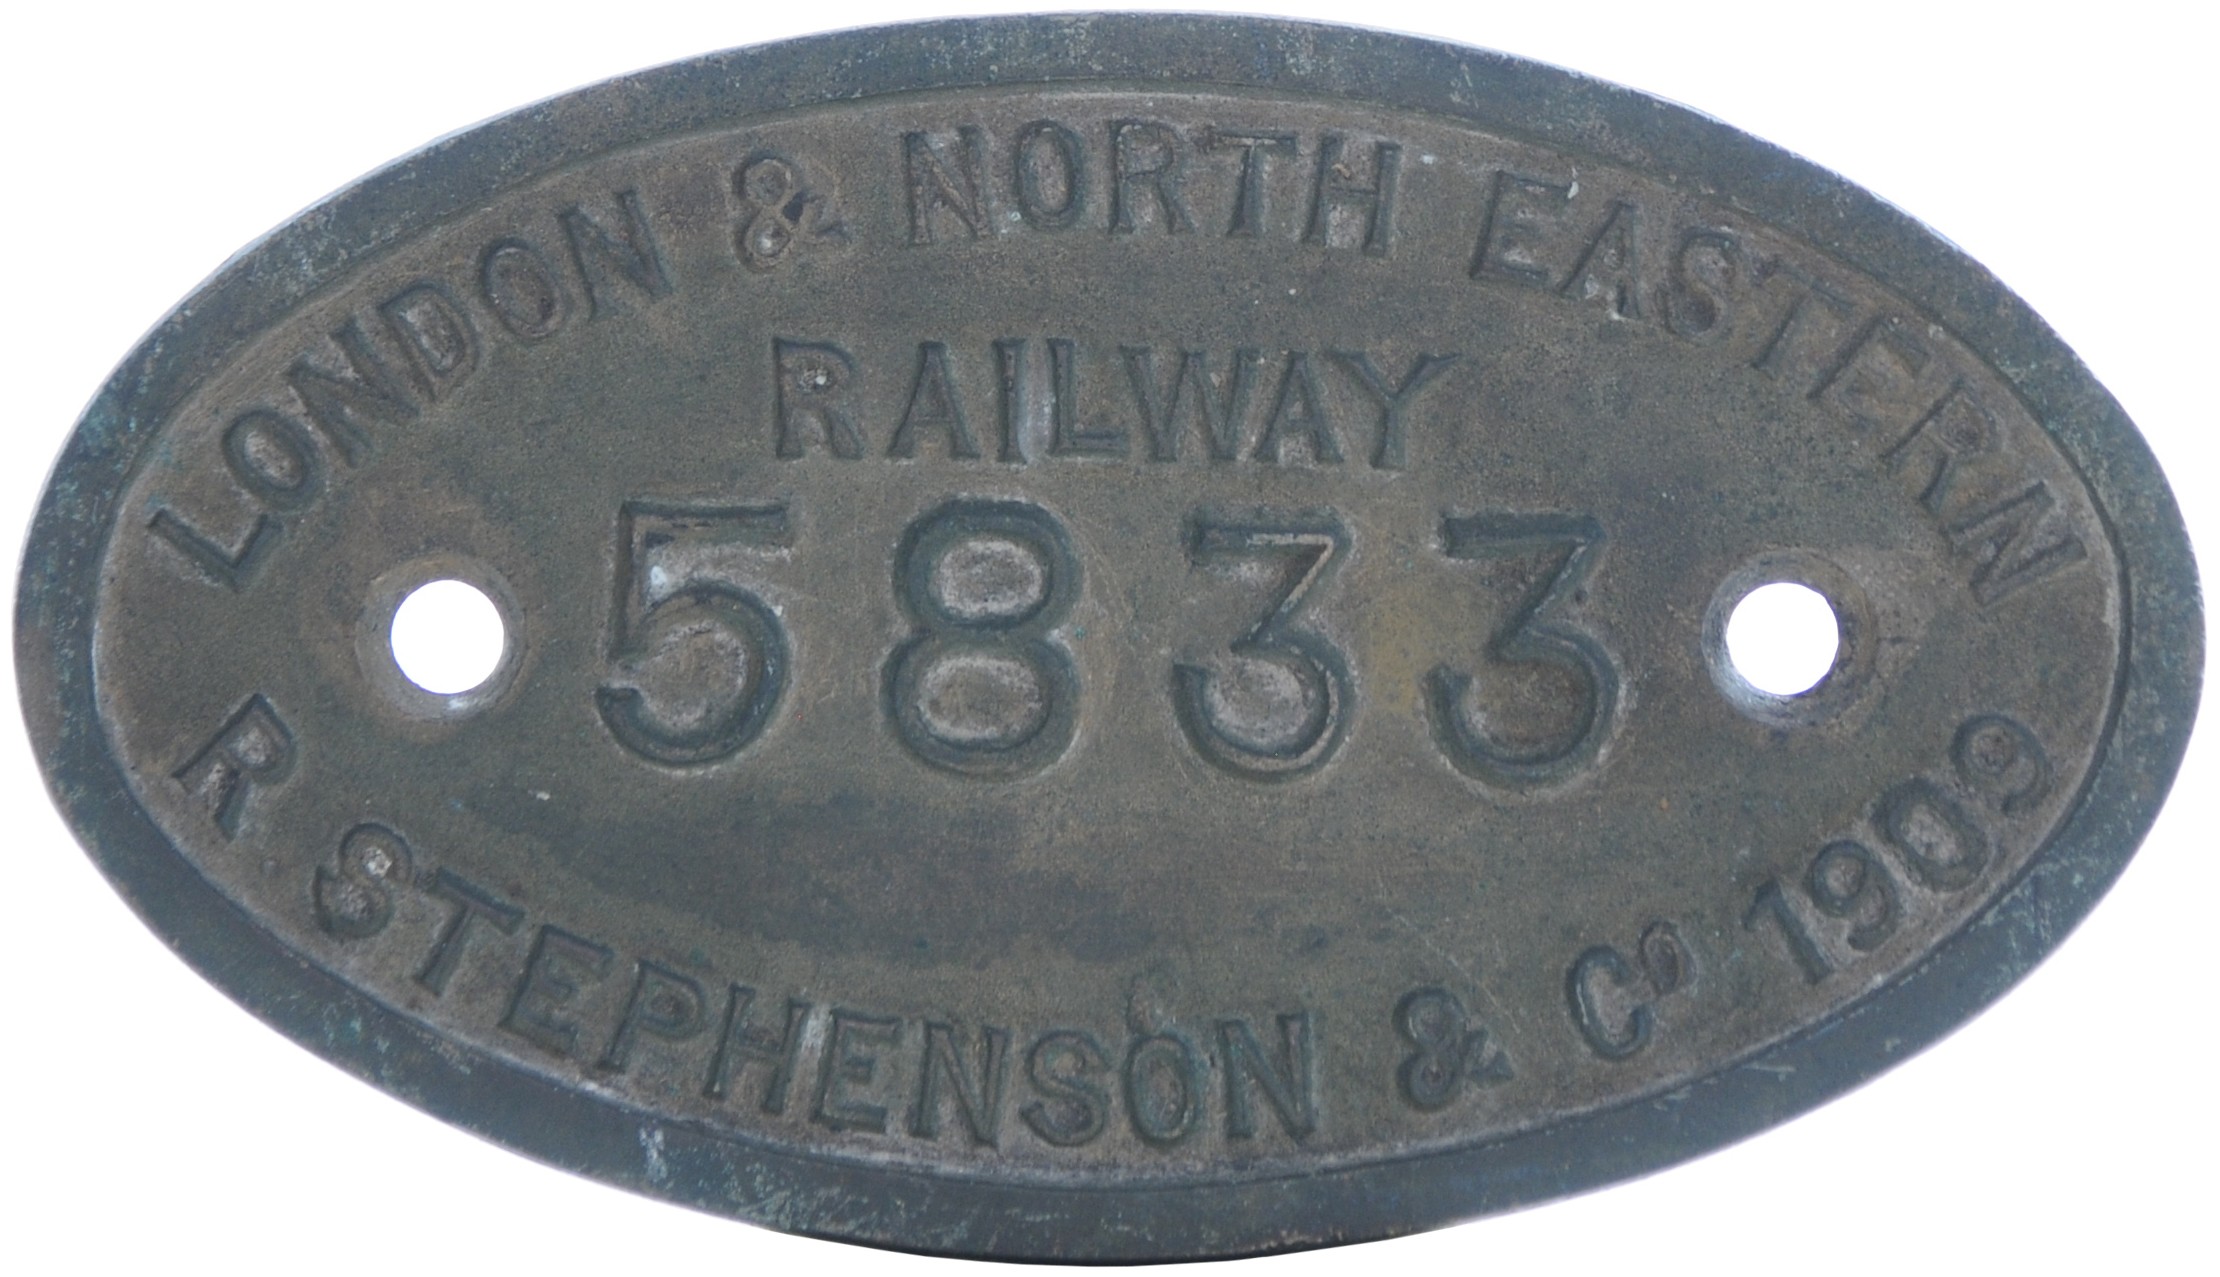 LONDON & NORTH EASTERN
RAILWAY
5833
R STEPHENSON & Co 1909